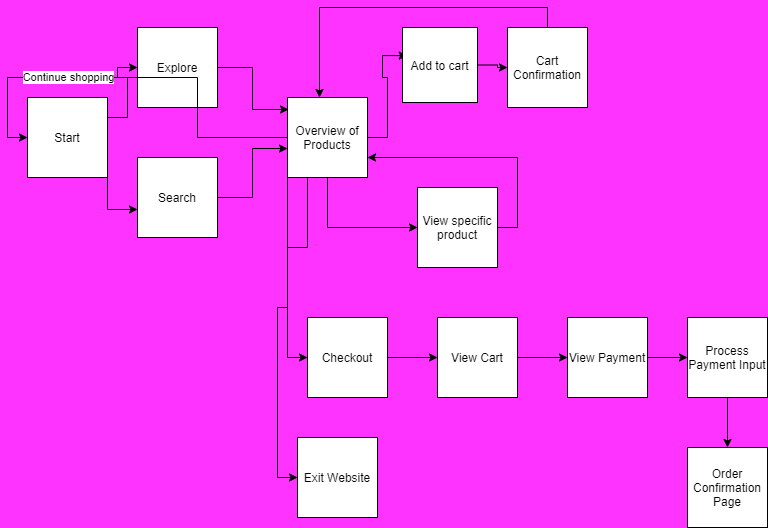 Explore
Continue shopping
Start
Search
Overview of
Products
Add to cart
Cart
Confirmation
View specific
product
Checkout
View Cart
View Payment
Process
Payment Input
Exit Website
Order
Confirmation
Page